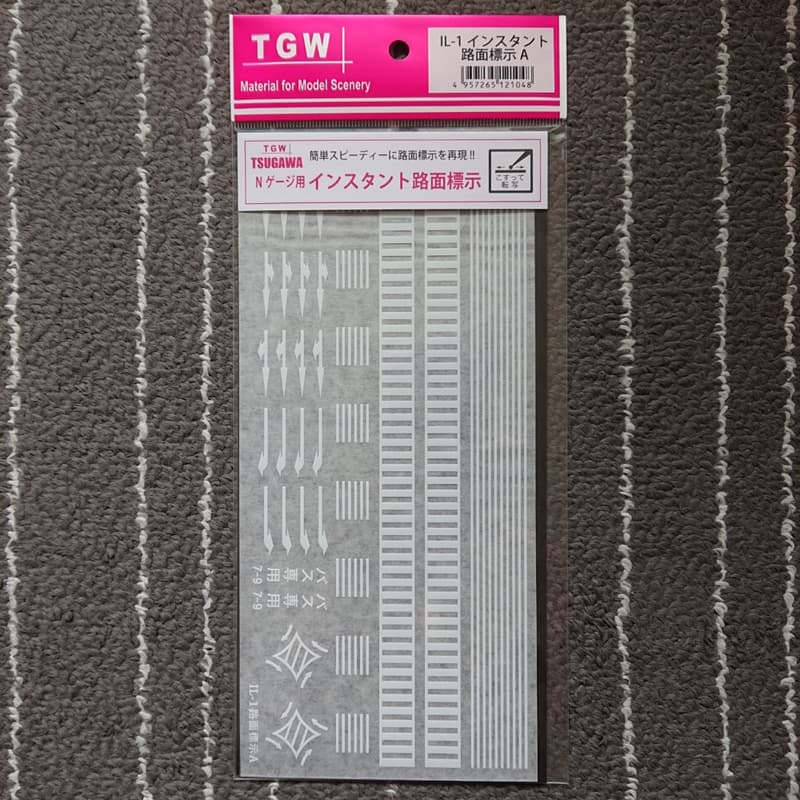 TGW
Material for Model Scenery
IL-1 インスタント
路面標示 A
4 957265 121048
TGW
TSUGAWA
簡単スピーディーに路面標示を再現!!
Nゲージ用 インスタント路面標示
こすって
転写
バス バス
専 専
用 用
7-9 7-9
IL-1路面標示A